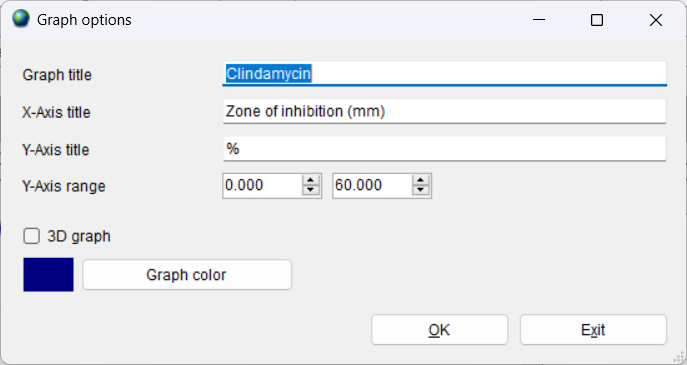 Graph options
Graph title Clindamycin
X-Axis title Zone of inhibition (mm)
Y-Axis title %
Y-Axis range 0.000 60.000
3D graph
Graph color
OK Exit